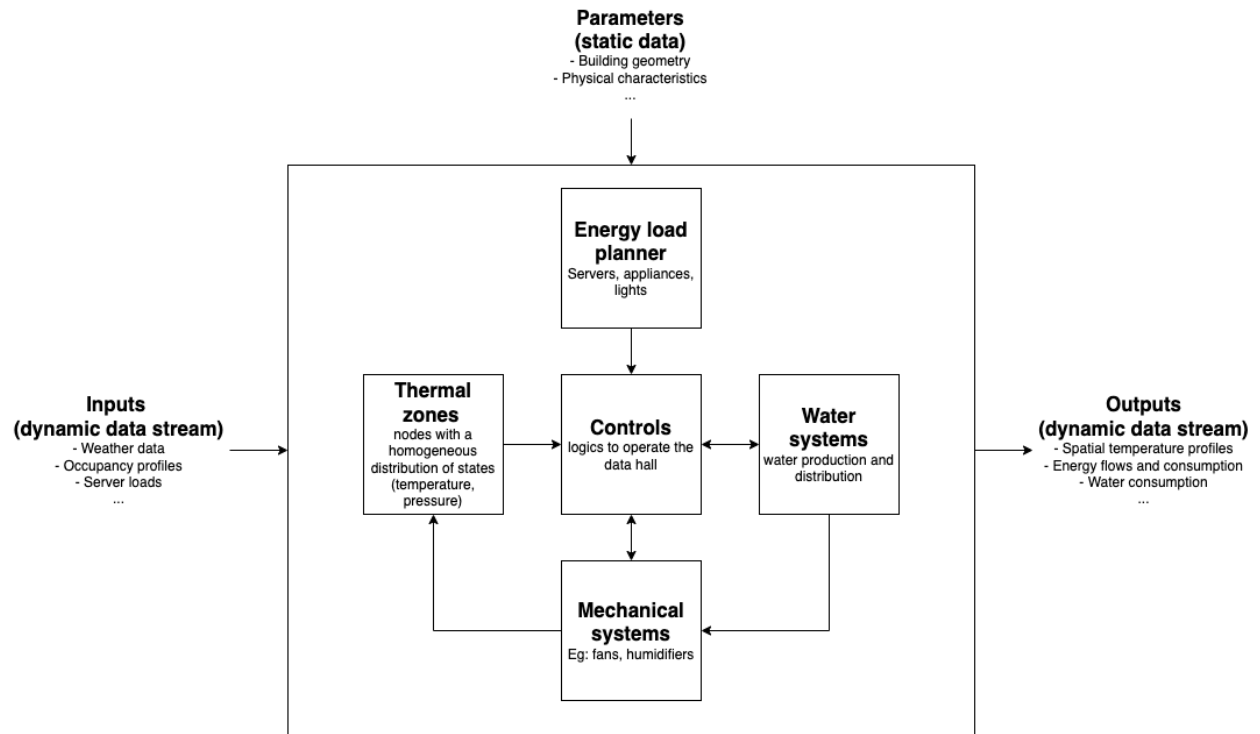 Parameters
(static data)
- Building geometry
- Physical characteristics
...
Energy load
planner
Servers, appliances,
lights
Inputs
(dynamic data stream)
- Weather data
- Occupancy profiles
- Server loads
...
Thermal
zones
nodes with a
homogeneous
distribution of states
(temperature,
pressure)
Controls
logics to operate the
data hall
Water
systems
water production and
distribution
Outputs
(dynamic data stream)
- Spatial temperature profiles
- Energy flows and consumption
- Water consumption
...
Mechanical
systems
Eg: fans, humidifiers